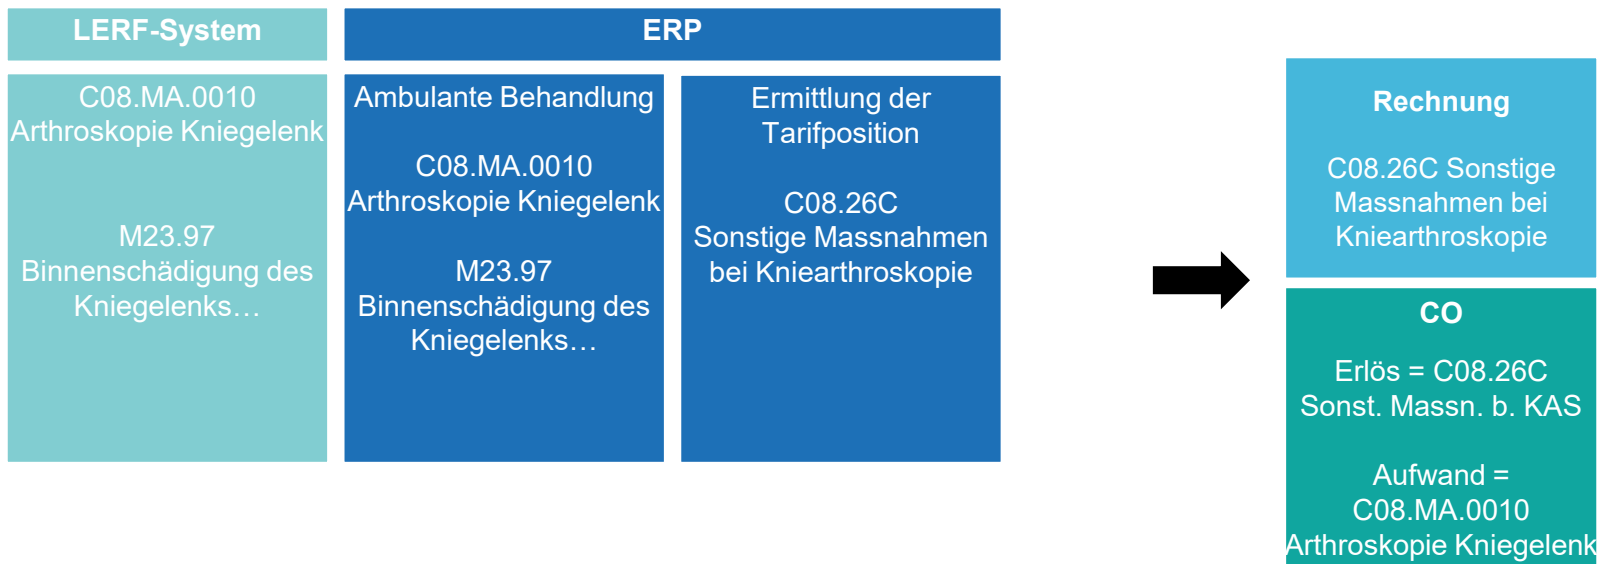 LERF-System
C08.MA.0010
Arthroskopie Kniegelenk
M23.97
Binnenschädigung des
Kniegelenks…
ERP
Ambulante Behandlung
C08.MA.0010
Arthroskopie Kniegelenk
M23.97
Binnenschädigung des
Kniegelenks…
Ermittlung der
Tarifposition
C08.26C
Sonstige Massnahmen
bei Kniearthroskopie
Rechnung
C08.26C Sonstige
Massnahmen bei
Kniearthroskopie
CO
Erlös = C08.26C
Sonst. Massn. b. KAS
Aufwand =
C08.MA.0010
Arthroskopie Kniegelenk